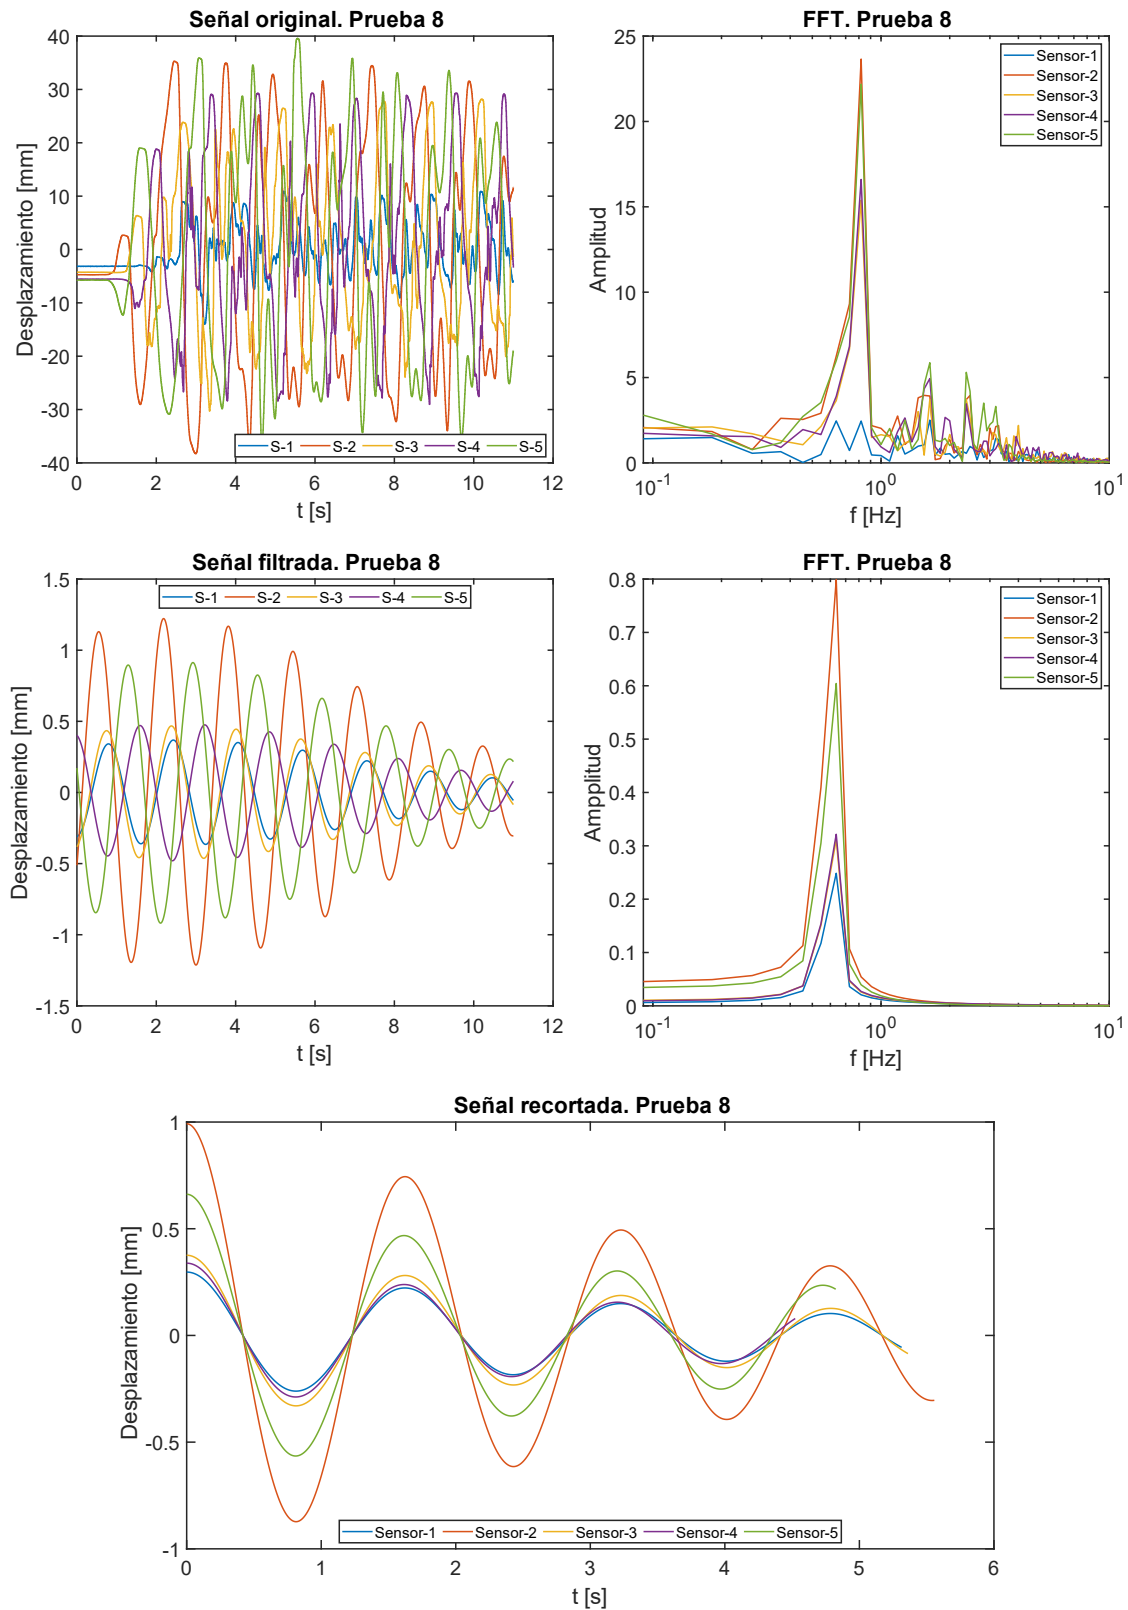 Señal original. Prueba 8
Desplazamiento [mm]
40
30
20
10
0
-10
-20
-30
-40
S-1 S-2 S-3 S-4 S-5
0 2 4 6 8 10 12
t [s]
FFT. Prueba 8
Amplitud
25
20
15
10
5
0
Sensor-1
Sensor-2
Sensor-3
Sensor-4
Sensor-5
10-1 100 101
f [Hz]
Señal filtrada. Prueba 8
Desplazamiento [mm]
1.5
1
0.5
0
-0.5
-1
-1.5
S-1 S-2 S-3 S-4 S-5
0 2 4 6 8 10 12
t [s]
FFT. Prueba 8
Ampplitud
0.8
0.7
0.6
0.5
0.4
0.3
0.2
0.1
0
Sensor-1
Sensor-2
Sensor-3
Sensor-4
Sensor-5
10-1 100 101
f [Hz]
Señal recortada. Prueba 8
Desplazamiento [mm]
1
0.5
0
-0.5
-1
Sensor-1 Sensor-2 Sensor-3 Sensor-4 Sensor-5
0 1 2 3 4 5 6
t [s]